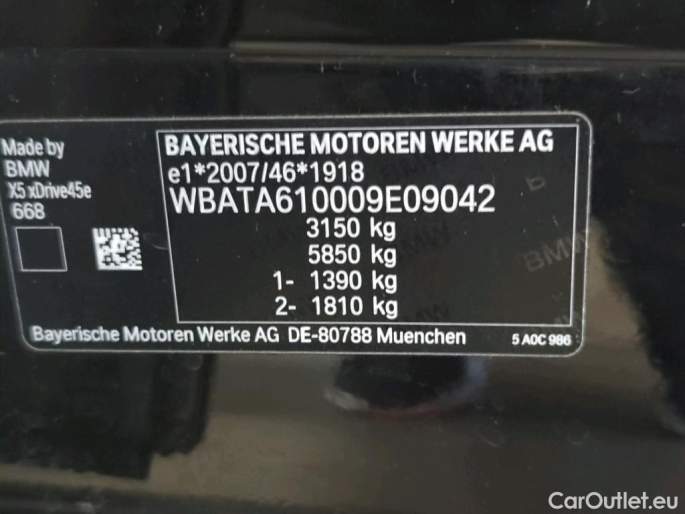 Made by
BMW
X5 xDrive45e
668
BAYERISCHE MOTOREN WERKE AG
e1*2007/46*1918
WBATA610009E09042
3150 kg
5850 kg
1- 1390 kg
2- 1810 kg
BMW
Bayerische Motoren Werke AG DE-80788 Muenchen
5 A0C 986
CarOutlet.eu